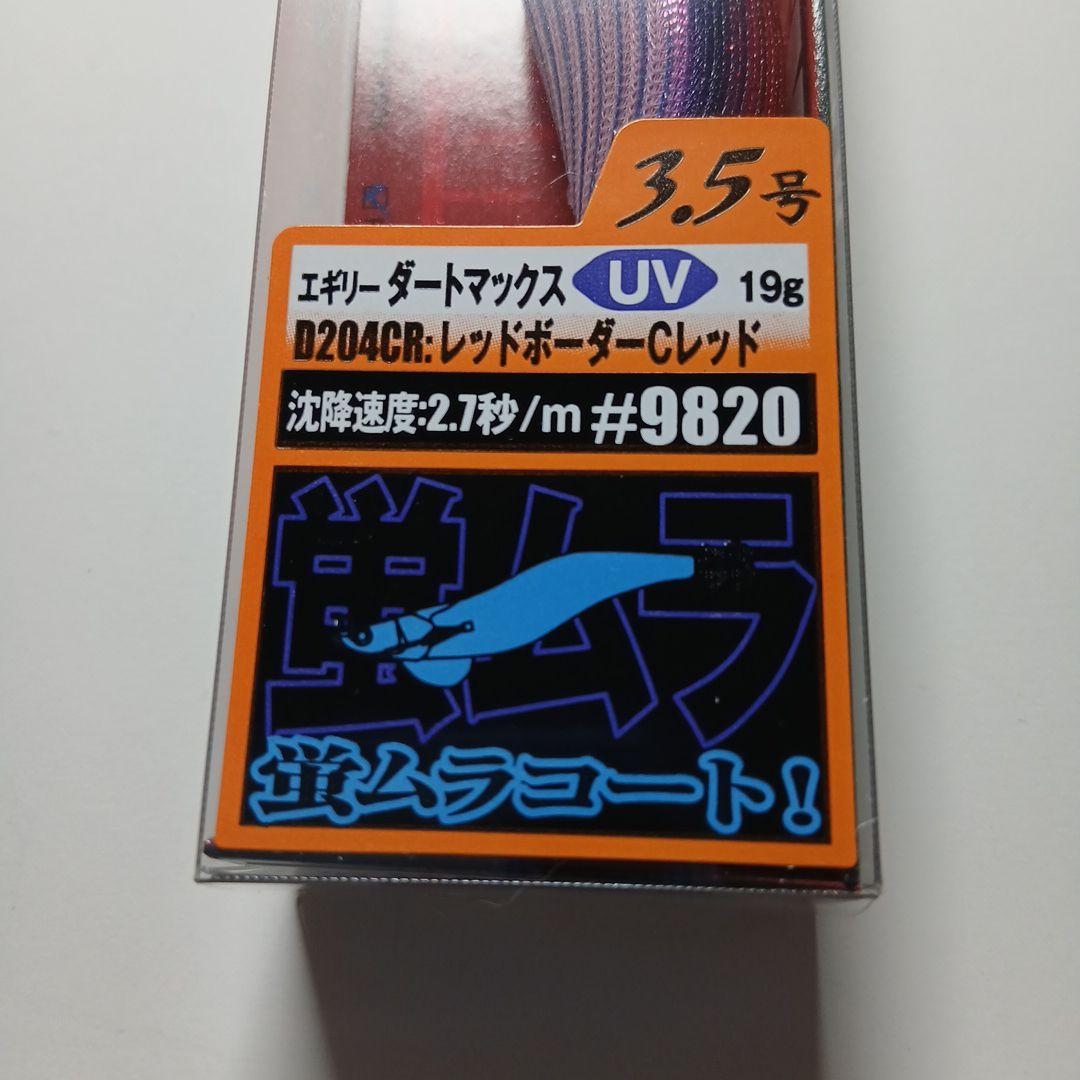 3.5号
エギリー ダートマックス UV 19g
D204CR:レッドボーダーCレッド
沈降速度:2.7秒/m #9820
蛍ムラ
蛍ムラコート!